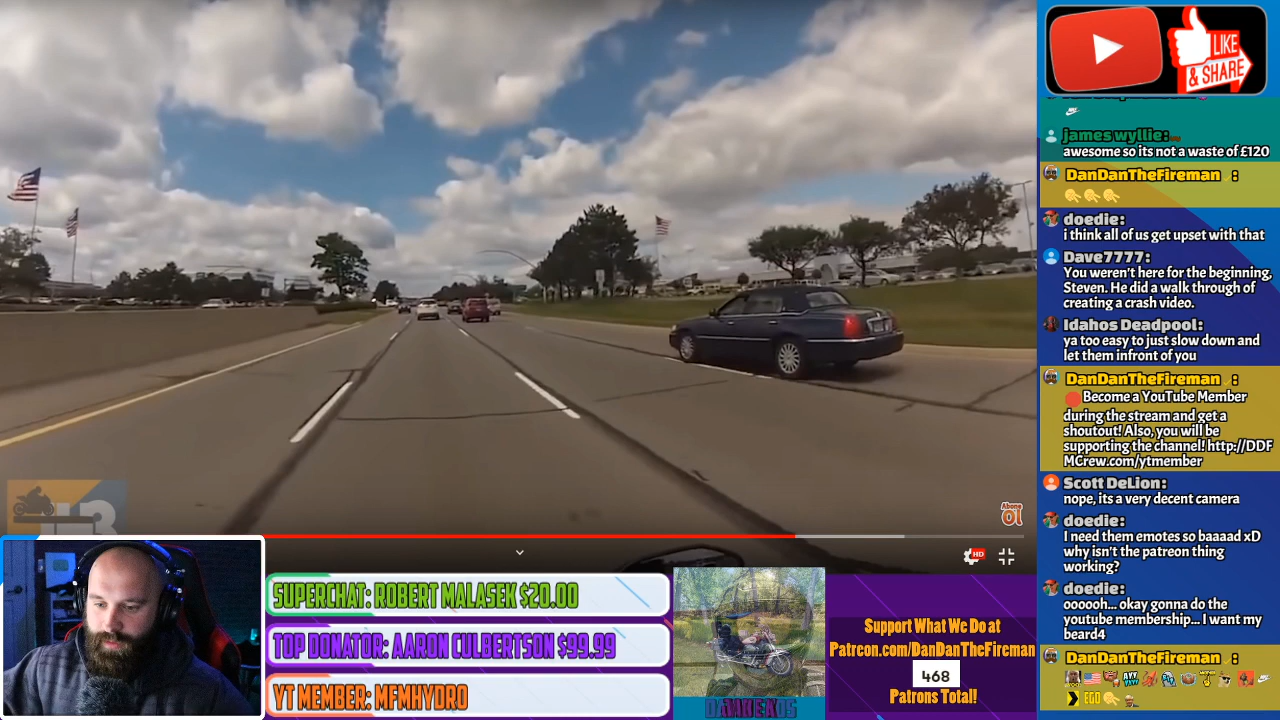 LIKE
& SHARE
james wyllie:
awesome so its not a waste of £120
DanDanTheFireman :
doedie:
i think all of us get upset with that
Dave7777:
You weren't here for the beginning,
Steven. He did a walk through of
creating a crash video.
Idahos Deadpool:
ya too easy to just slow down and
let them infront of you
DanDanTheFireman :
Become a YouTube Member
during the stream and get a
shoutout! Also, you will be
supporting the channel! http://DDF
MCrew.com/ytmember
Scott DeLion:
nope, its a very decent camera
doedie:
I need them emotes so baaaad xD
why isn't the patreon thing
working?
doedie:
oooooh... okay gonna do the
youtube membership... I want my
beard4
DanDanTheFireman :
EGO
Abone
Ol
HD
SUPERCHAT: ROBERT MALASEK $20.00
TOP DONATOR: AARON CULBERTSON $99.99
YT MEMBER: MFMHYDRO
Support What We Do at
Patreon.com/DanDanTheFireman
468
Patrons Total!